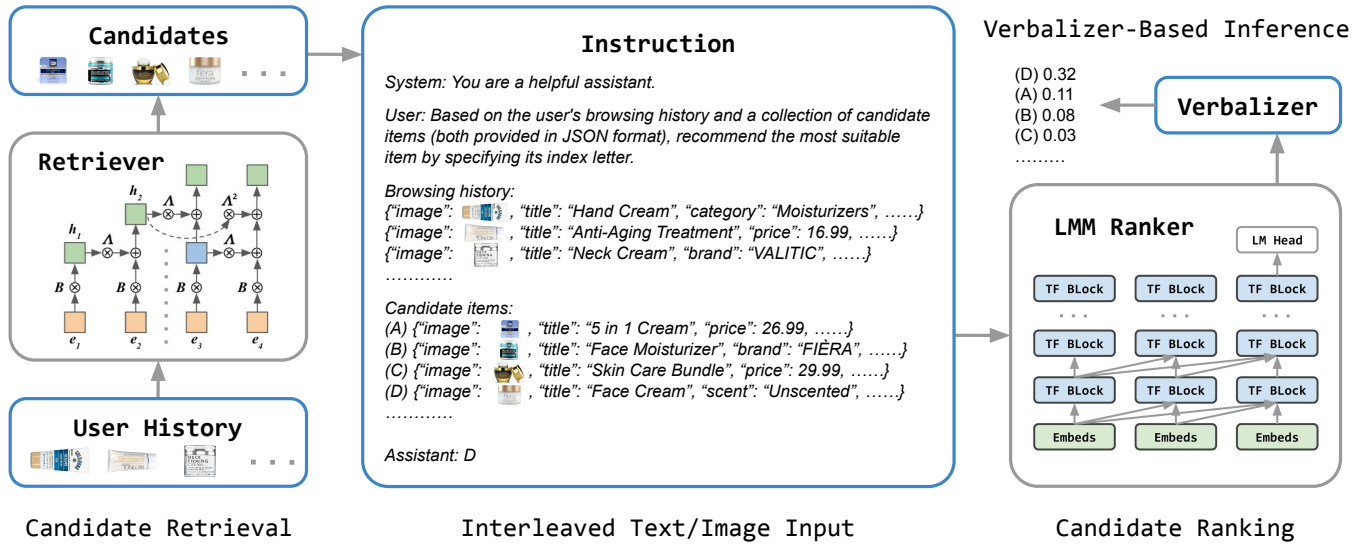 Candidates
. . .
Retriever
h₂ Λ Λ²
h₁ Λ Λ
B B B B
e₁ e₂ e₃ e₄
User History
. . .
Candidate Retrieval
Instruction
System: You are a helpful assistant.
User: Based on the user's browsing history and a collection of candidate
items (both provided in JSON format), recommend the most suitable
item by specifying its index letter.
Browsing history:
{“image”: , “title”: “Hand Cream”, “category”: “Moisturizers”, ……}
{“image”: , “title”: “Anti-Aging Treatment”, “price”: 16.99, ……}
{“image”: , “title”: “Neck Cream”, “brand”: “VALITIC”, ……}
…………
Candidate items:
(A) {“image”: , “title”: “5 in 1 Cream”, “price”: 26.99, ……}
(B) {“image”: , “title”: “Face Moisturizer”, “brand”: “FIÈRA”, ……}
(C) {“image”: , “title”: “Skin Care Bundle”, “price”: 29.99, ……}
(D) {“image”: , “title”: “Face Cream”, “scent”: “Unscented”, ……}
…………
Assistant: D
Interleaved Text/Image Input
Verbalizer-Based Inference
(D) 0.32
(A) 0.11
(B) 0.08
(C) 0.03
………
Verbalizer
LMM Ranker
LM Head
TF BLock TF BLock TF BLock
. . . . . .
TF BLock TF BLock TF BLock
TF BLock TF BLock TF BLock
Embeds Embeds Embeds
Candidate Ranking